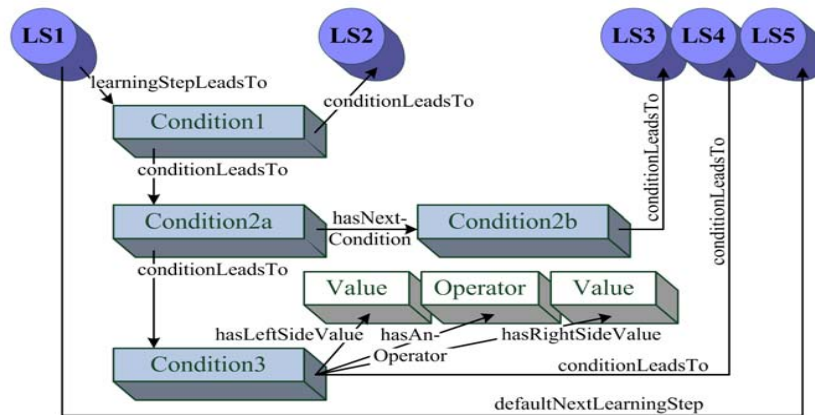 LS1
LS2
LS3
LS4
LS5
learningStepLeadsTo
conditionLeadsTo
Condition1
conditionLeadsTo
conditionLeadsTo
conditionLeadsTo
Condition2a
hasNext-
Condition
Condition2b
conditionLeadsTo
Value
Operator
Value
hasLeftSideValue
hasAn-
Operator
hasRightSideValue
Condition3
conditionLeadsTo
defaultNextLearningStep